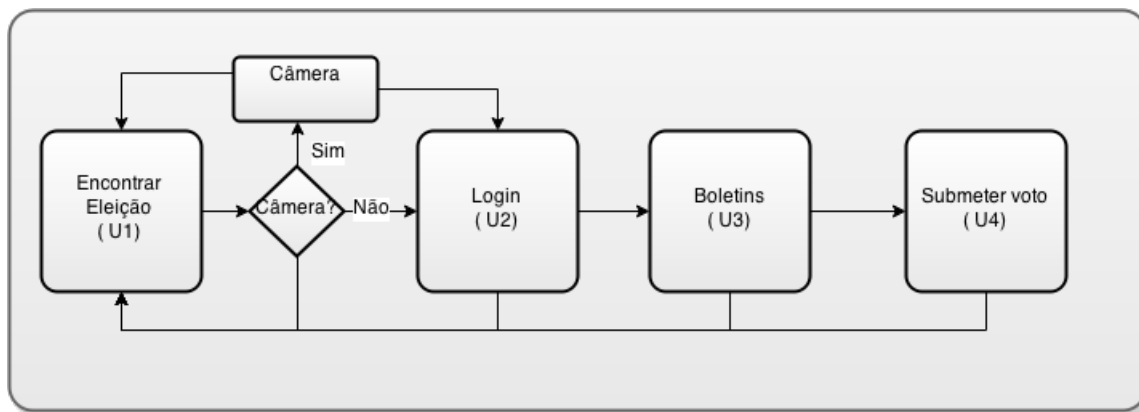 Câmera
Sim
Encontrar
Eleição
( U1)
Câmera?
Não
Login
( U2)
Boletins
( U3)
Submeter voto
( U4)